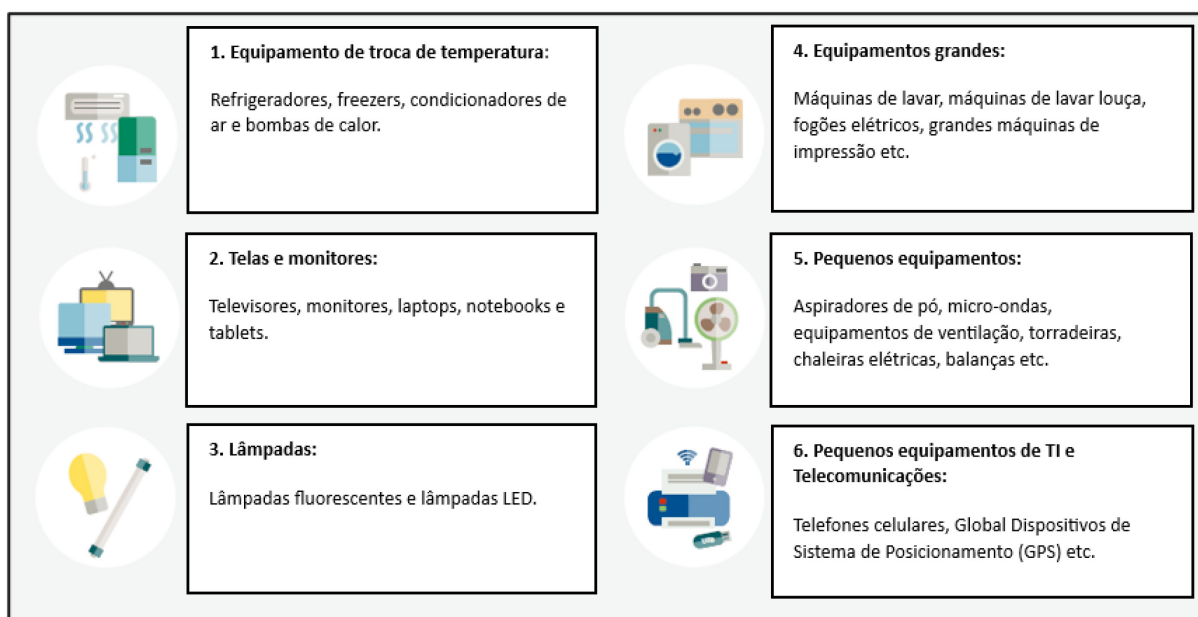 1. Equipamento de troca de temperatura:
Refrigeradores, freezers, condicionadores de
ar e bombas de calor.
2. Telas e monitores:
Televisores, monitores, laptops, notebooks e
tablets.
3. Lâmpadas:
Lâmpadas fluorescentes e lâmpadas LED.
4. Equipamentos grandes:
Máquinas de lavar, máquinas de lavar louça,
fogões elétricos, grandes máquinas de
impressão etc.
5. Pequenos equipamentos:
Aspiradores de pó, micro-ondas,
equipamentos de ventilação, torradeiras,
chaleiras elétricas, balanças etc.
6. Pequenos equipamentos de TI e
Telecomunicações:
Telefones celulares, Global Dispositivos de
Sistema de Posicionamento (GPS) etc.